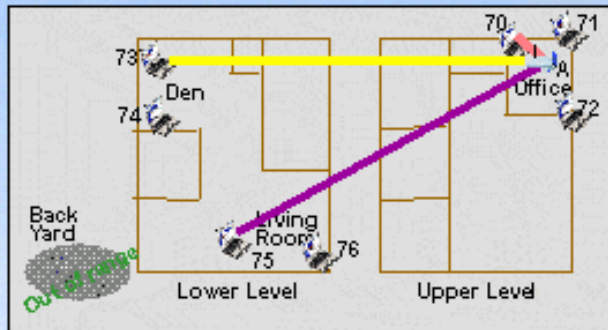 70
71
73
A
Office
Den
74
72
Back
Yard
Living
Room
75
76
Out of range
Lower Level
Upper Level